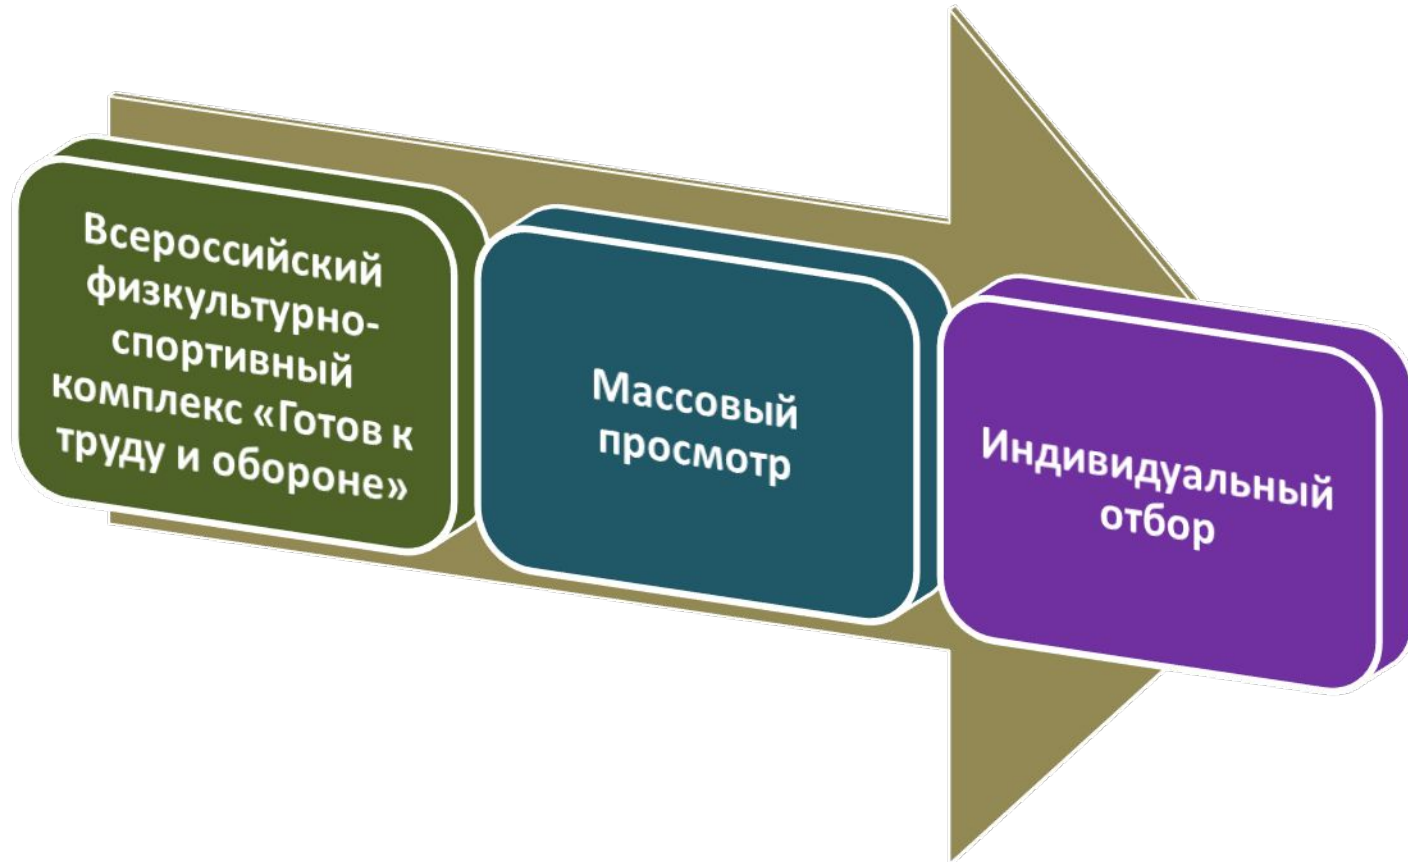 Всероссийский
физкультурно-
спортивный
комплекс «Готов к
труду и обороне»
Массовый
просмотр
Индивидуальный
отбор